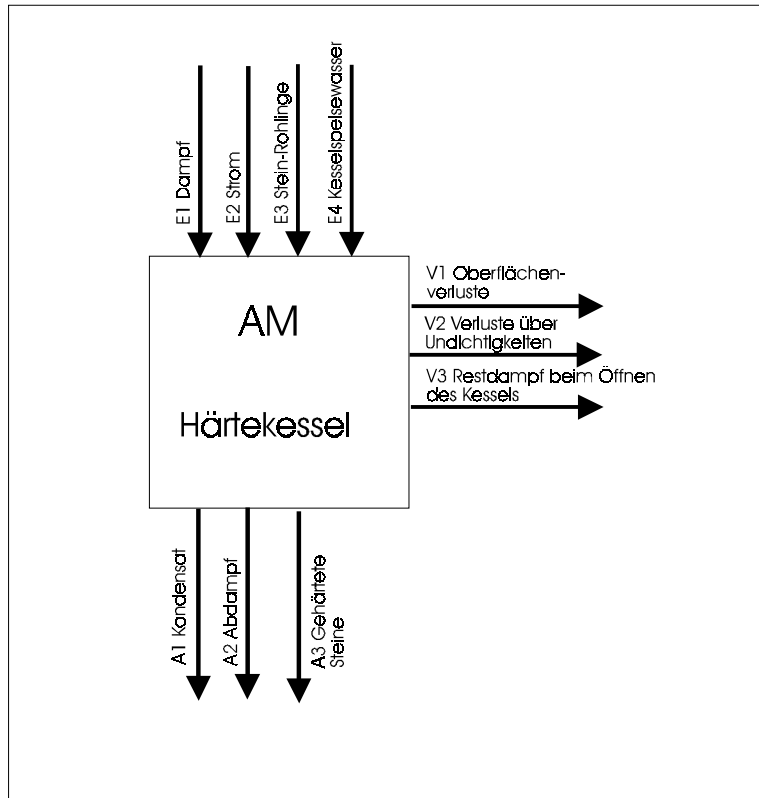 E1 Dampf
E2 Strom
E3 Stein-Rohlinge
E4 Kesselspeisewasser
AM
Härtekessel
V1 Oberflächen-
verluste
V2 Verluste über
Undichtigkeiten
V3 Restdampf beim Öffnen
des Kessels
A1 Kondensat
A2 Abdampf
A3 Gehärtete
Steine